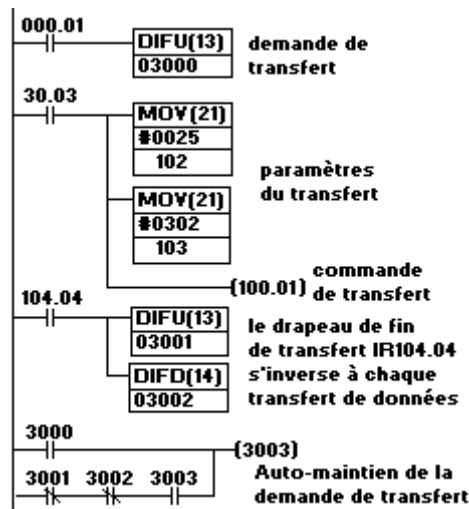 000.01
DIFU(13)
03000
demande de
transfert
30.03
MOV(21)
#0025
102
MOV(21)
#0302
103
paramètres
du transfert
(100.01)
commande
de transfert
104.04
DIFU(13)
03001
DIFD(14)
03002
le drapeau de fin
de transfert IR104.04
s'inverse à chaque
transfert de données
3000
(3003)
3001 3002 3003
Auto-maintien de la
demande de transfert